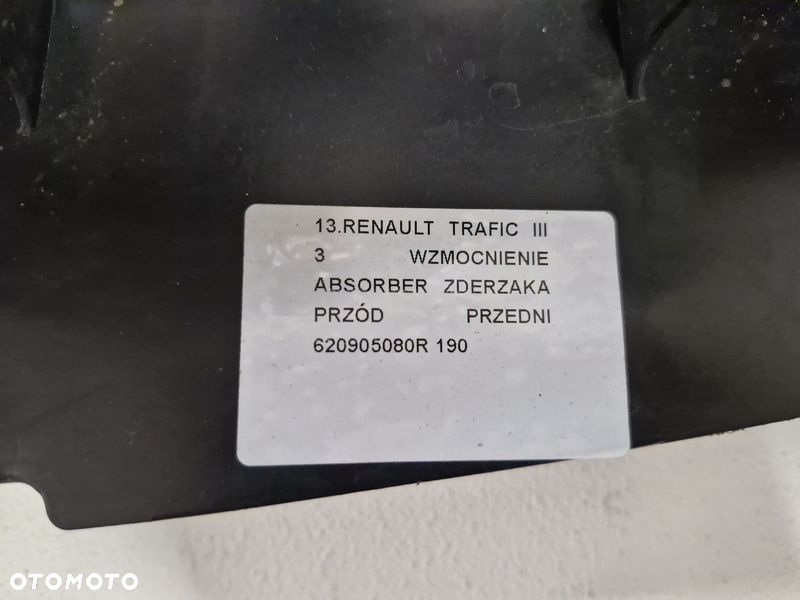 13.RENAULT TRAFIC III
3 WZMOCNIENIE
ABSORBER ZDERZAKA
PRZÓD PRZEDNI
620905080R 190
OTOMOTO